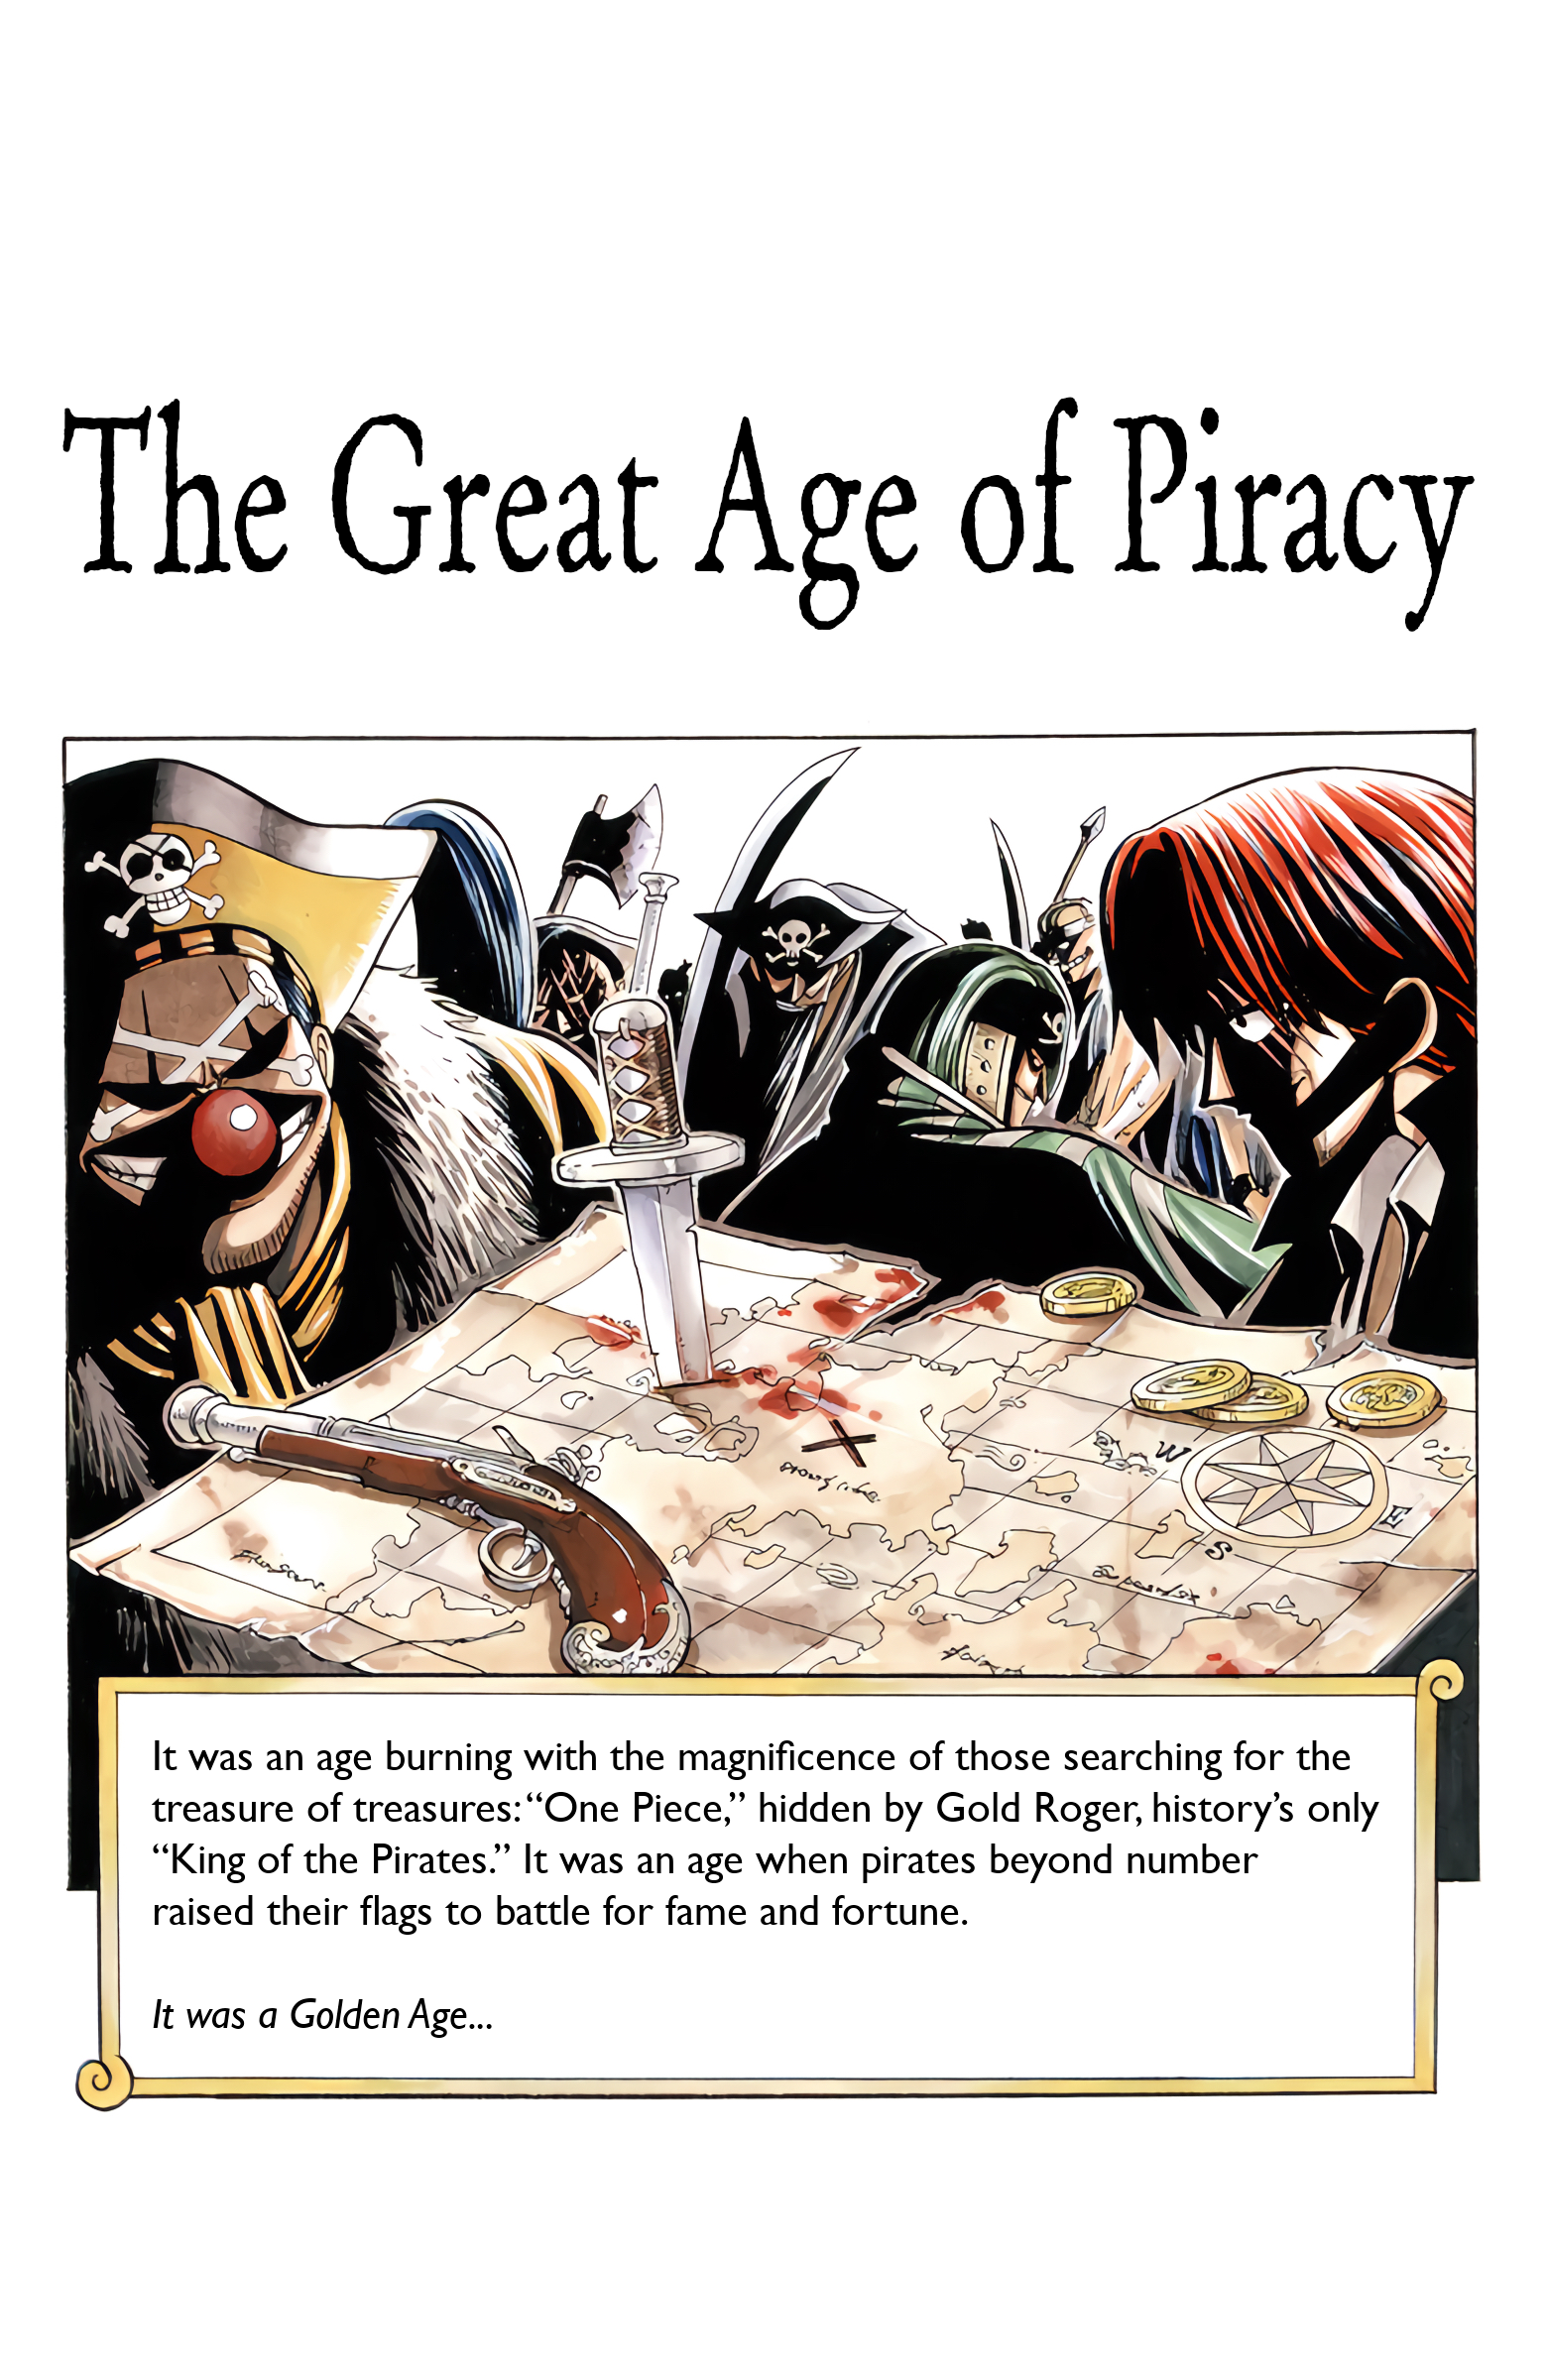 The Great Age of Piracy
W
E
S
It was an age burning with the magnificence of those searching for the
treasure of treasures: “One Piece,” hidden by Gold Roger, history’s only
“King of the Pirates.” It was an age when pirates beyond number
raised their flags to battle for fame and fortune.
It was a Golden Age...